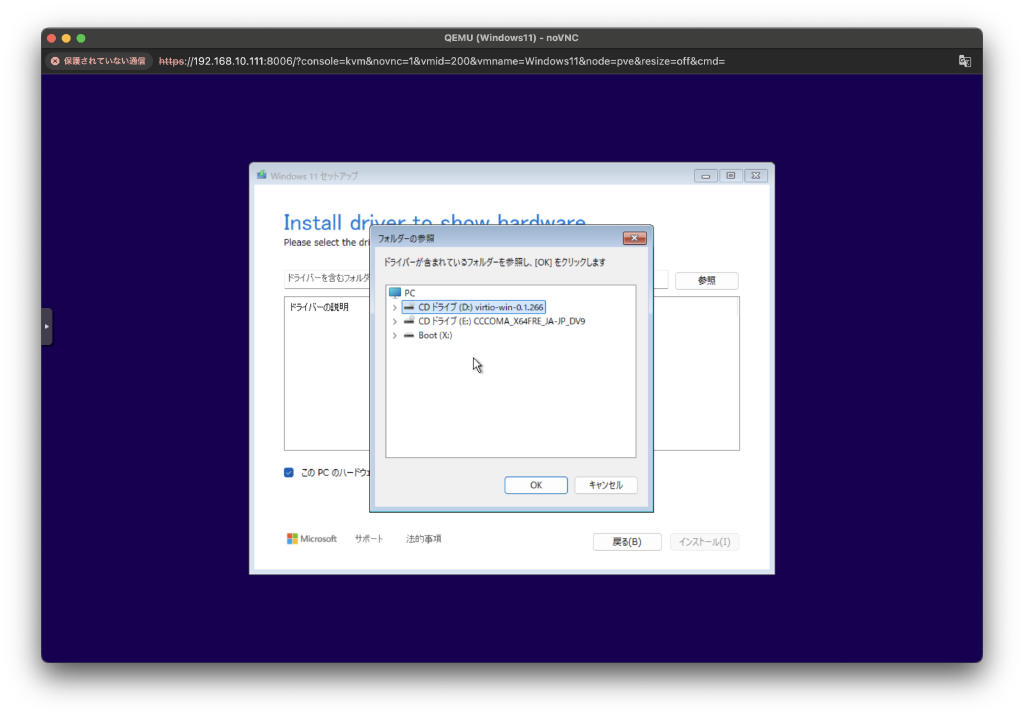 QEMU (Windows11) - noVNC
保護されていない通信 https://192.168.10.111:8006/?console=kvm&novnc=1&vmid=200&vmname=Windows11&node=pve&resize=off&cmd=
Windows 11 セットアップ
Install driver to show hardware
Please select the dri
フォルダーの参照
ドライバーが含まれているフォルダーを参照し、[OK] をクリックします
ドライバーを含むフォルダ
参照
ドライバーの説明
PC
CD ドライブ (D:) virtio-win-0.1.266
CD ドライブ (E:) CCCOMA_X64FRE_JA-JP_DV9
Boot (X:)
この PC のハードウェ
OK
キャンセル
Microsoft
サポート
法的事項
戻る(B)
インストール(I)